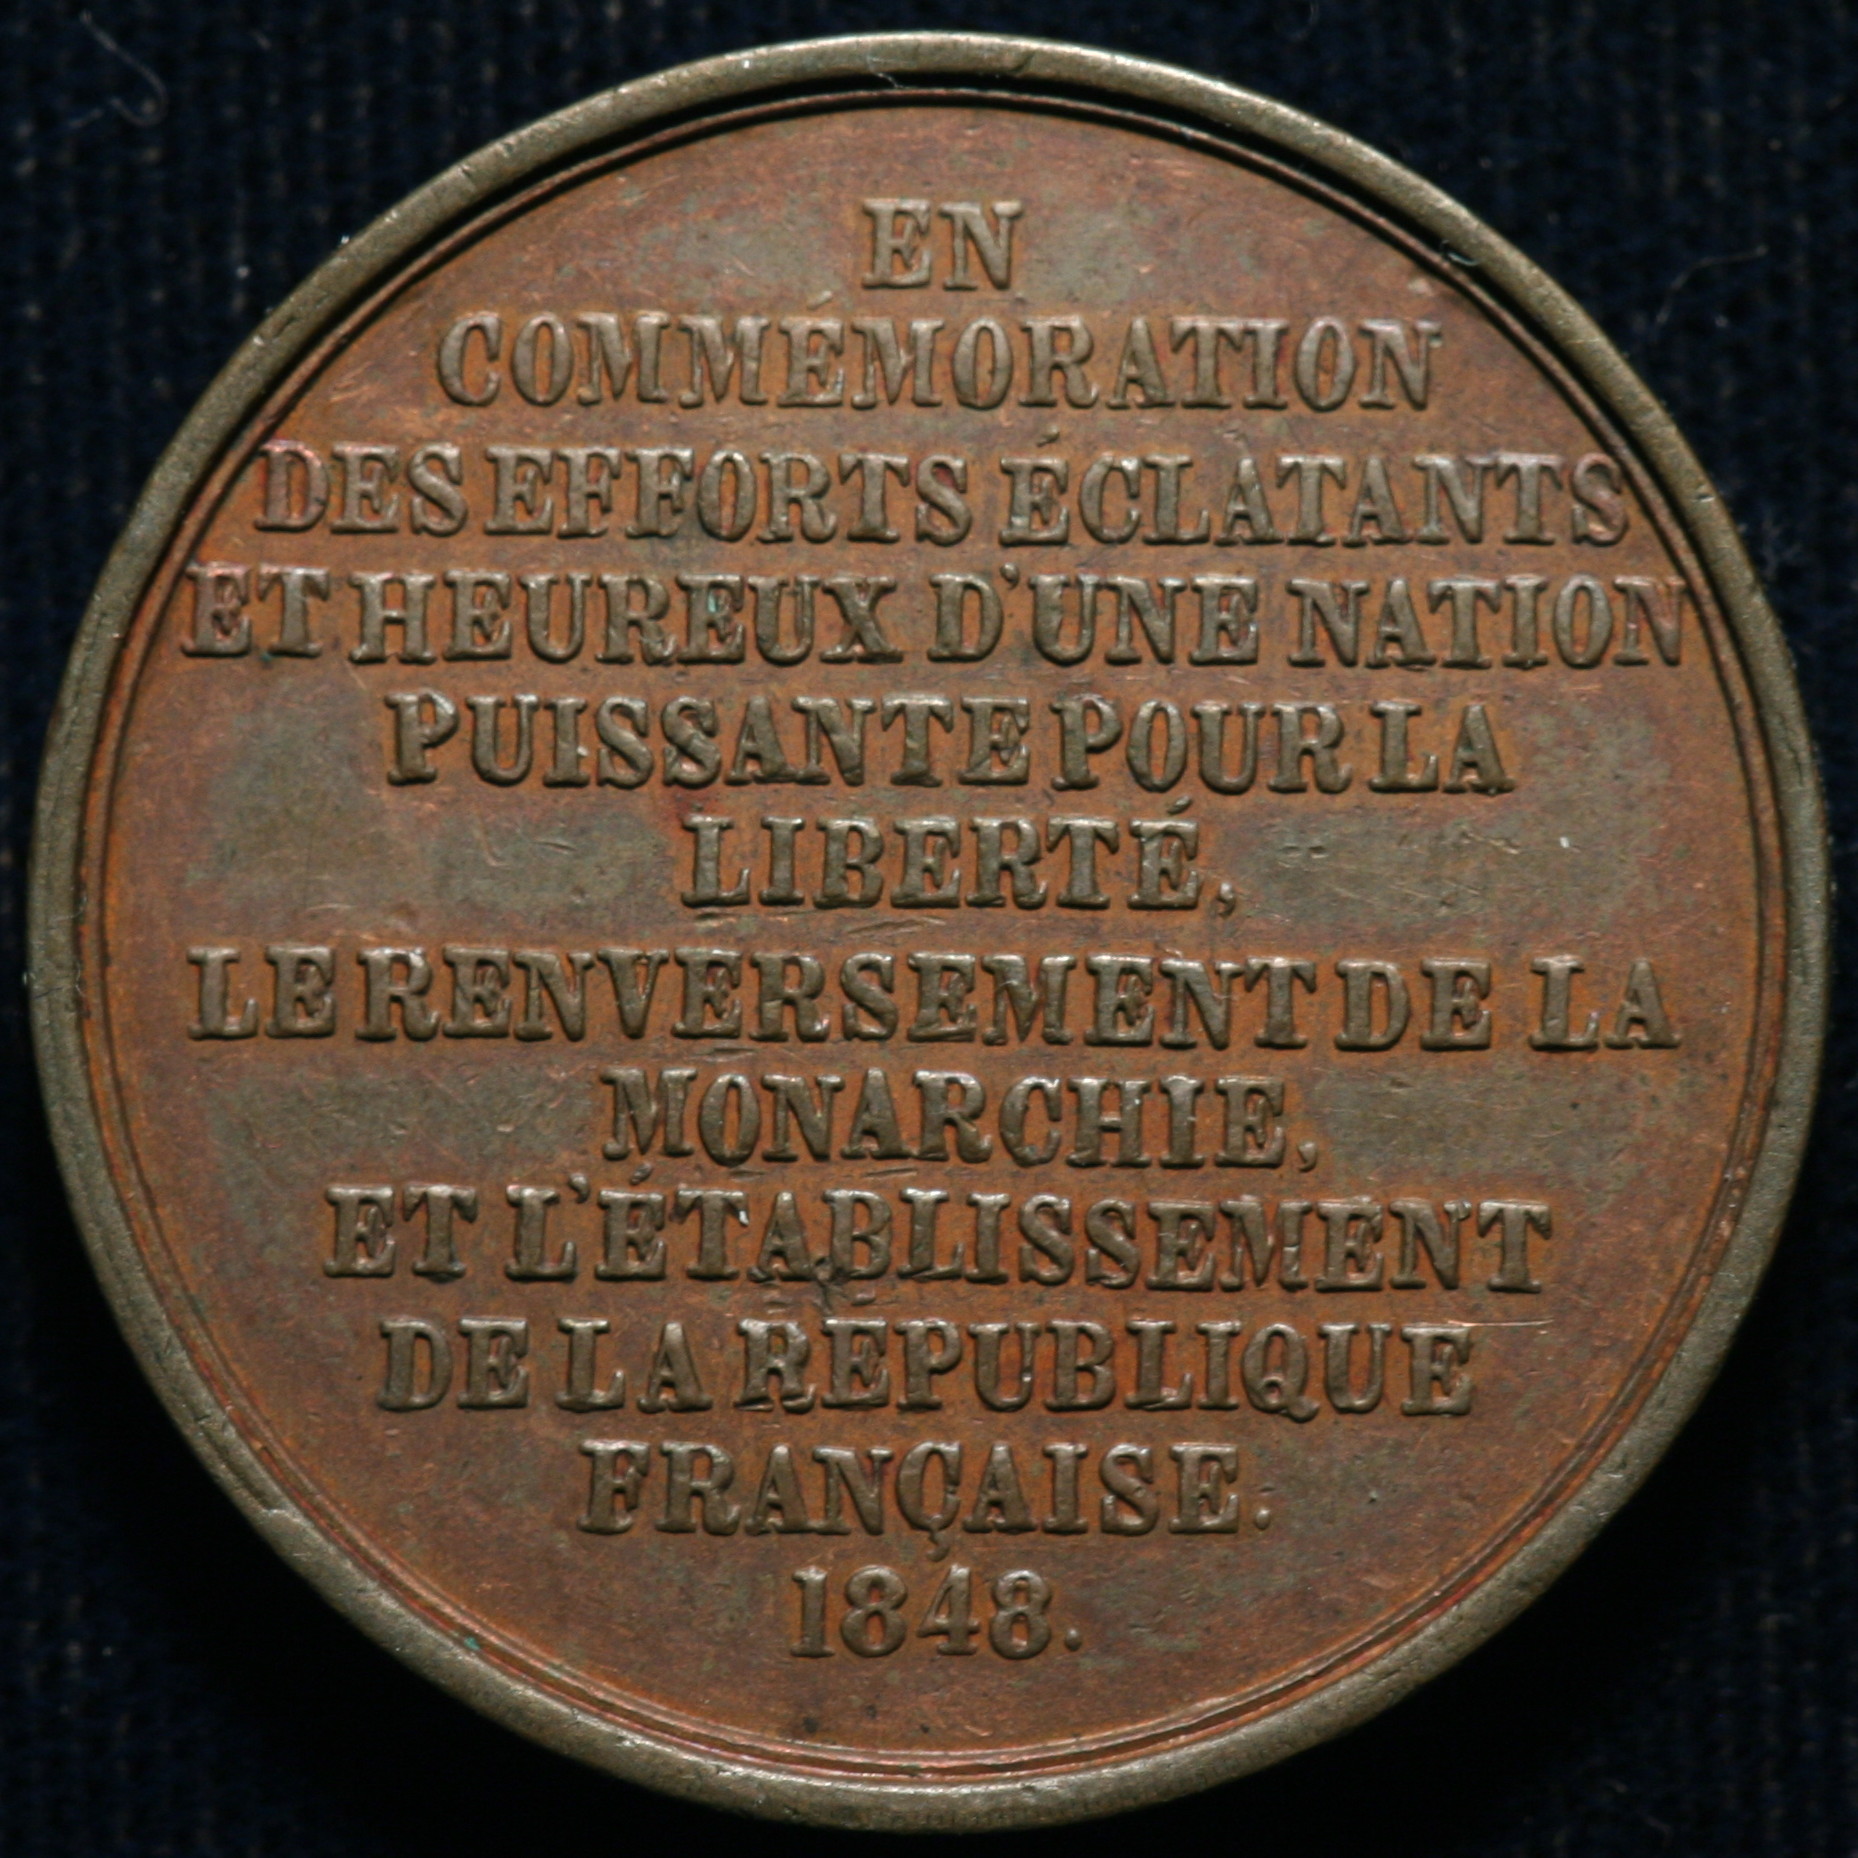 EN
COMMÉMORATION
DES EFFORTS ÉCLATANTS
ET HEUREUX D'UNE NATION
PUISSANTE POUR LA
LIBERTÉ,
LE RENVERSEMENT DE LA
MONARCHIE,
ET L'ÉTABLISSEMENT
DE LA RÉPUBLIQUE
FRANÇAISE.
1848.